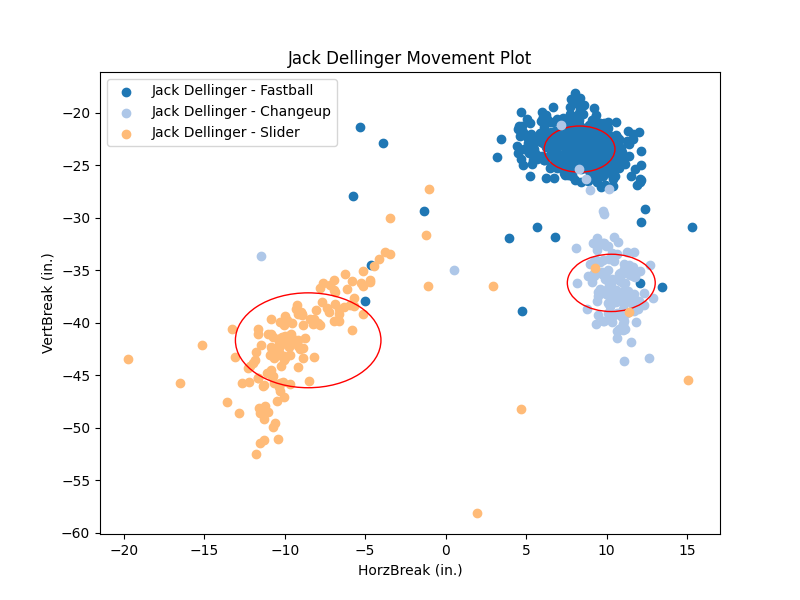 Jack Dellinger Movement Plot
Jack Dellinger - Fastball
Jack Dellinger - Changeup
Jack Dellinger - Slider
−20
−25
−30
−35
−40
−45
−50
−55
−60
VertBreak (in.)
−20 −15 −10 −5 0 5 10 15
HorzBreak (in.)